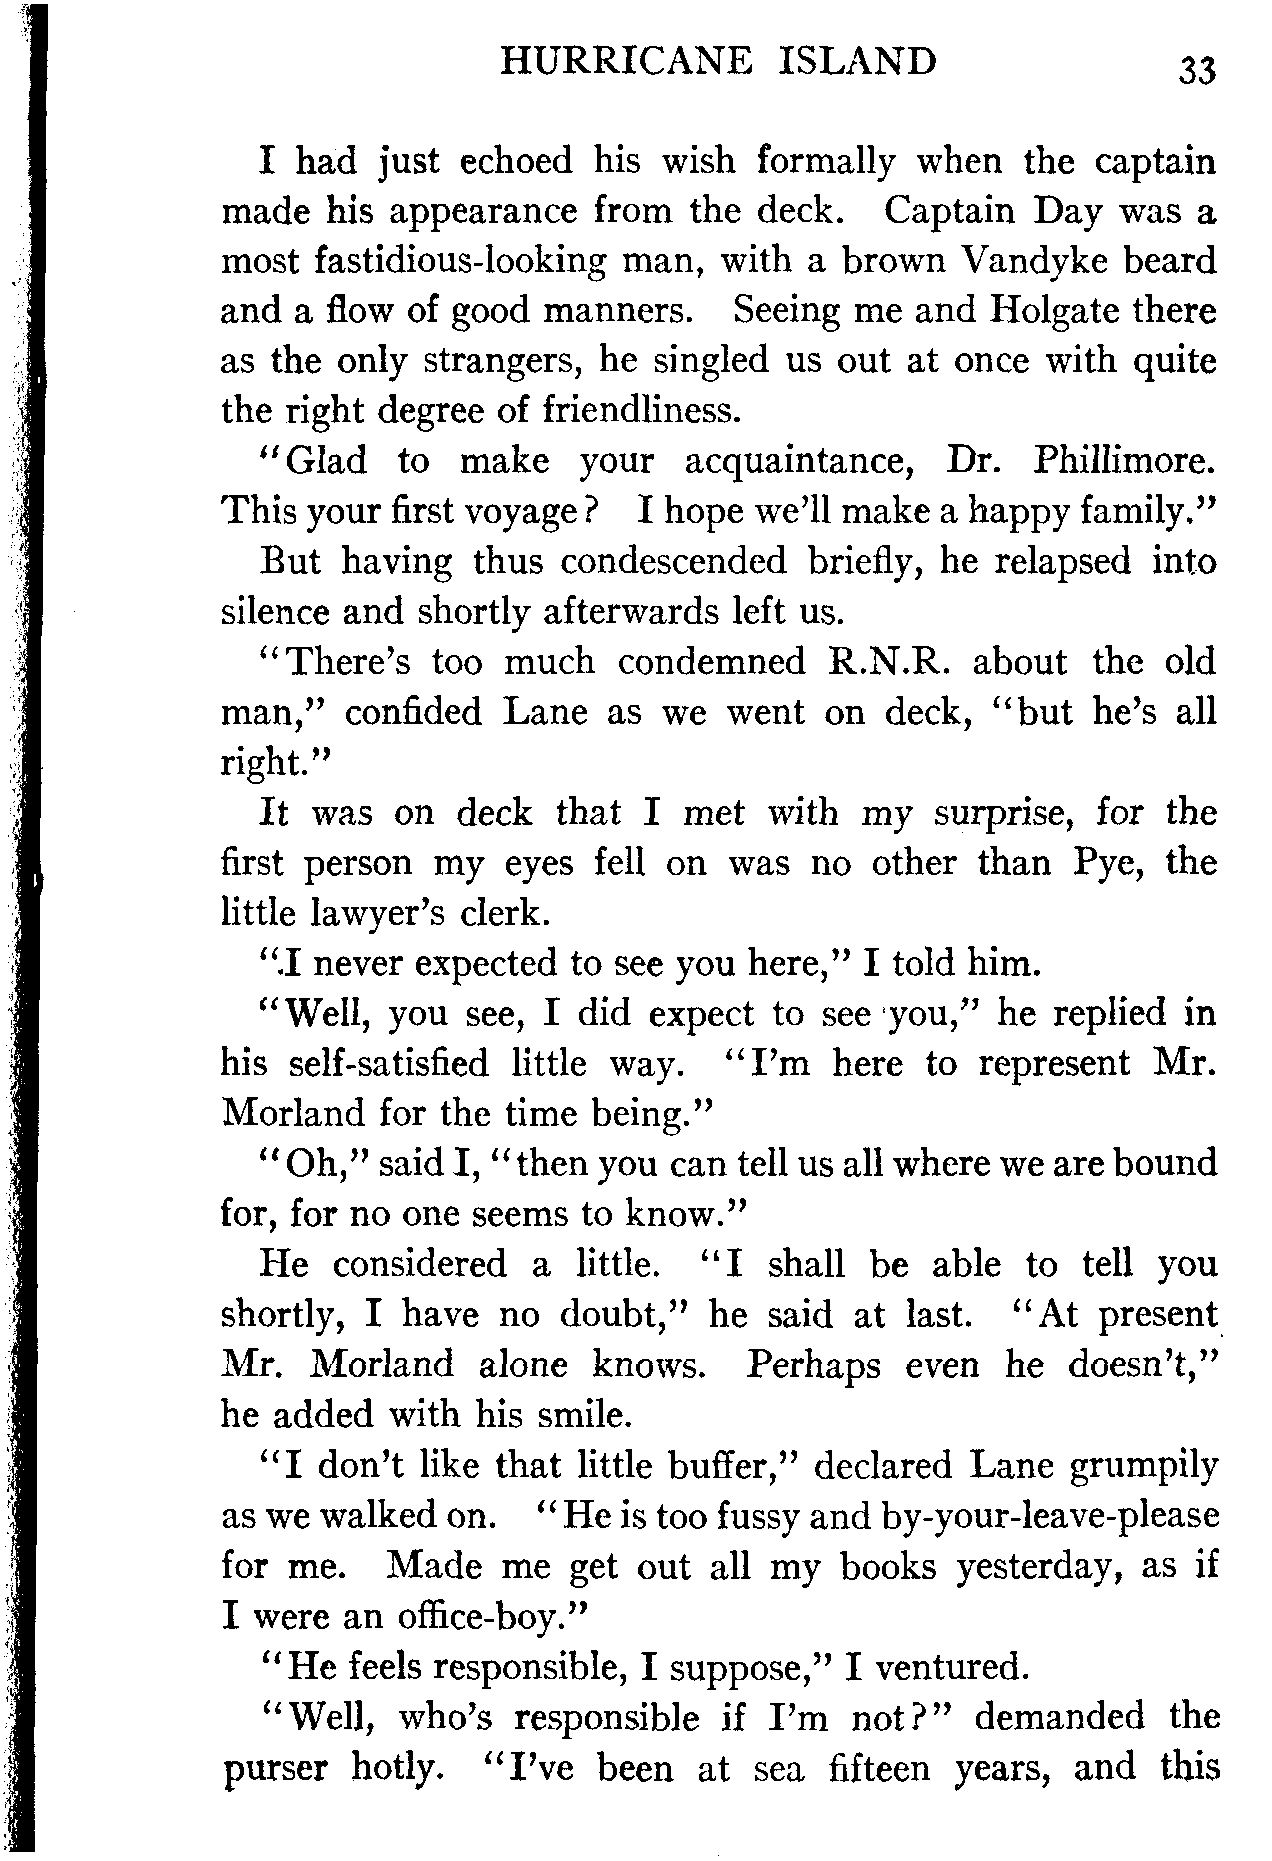 HURRICANE ISLAND 33
I had just echoed his wish formally when the captain
made his appearance from the deck. Captain Day was a
most fastidious-looking man, with a brown Vandyke beard
and a flow of good manners. Seeing me and Holgate there
as the only strangers, he singled us out at once with quite
the right degree of friendliness.
"Glad to make your acquaintance, Dr. Phillimore.
This your first voyage? I hope we'll make a happy family."
But having thus condescended briefly, he relapsed into
silence and shortly afterwards left us.
"There's too much condemned R.N.R. about the old
man," confided Lane as we went on deck, "but he's all
right."
It was on deck that I met with my surprise, for the
first person my eyes fell on was no other than Pye, the
little lawyer's clerk.
"I never expected to see you here," I told him.
"Well, you see, I did expect to see you," he replied in
his self-satisfied little way. "I'm here to represent Mr.
Morland for the time being."
"Oh," said I, "then you can tell us all where we are bound
for, for no one seems to know."
He considered a little. "I shall be able to tell you
shortly, I have no doubt," he said at last. "At present
Mr. Morland alone knows. Perhaps even he doesn't,"
he added with his smile.
"I don't like that little buffer," declared Lane grumpily
as we walked on. "He is too fussy and by-your-leave-please
for me. Made me get out all my books yesterday, as if
I were an office-boy."
"He feels responsible, I suppose," I ventured.
"Well, who's responsible if I'm not?" demanded the
purser hotly. "I've been at sea fifteen years, and this